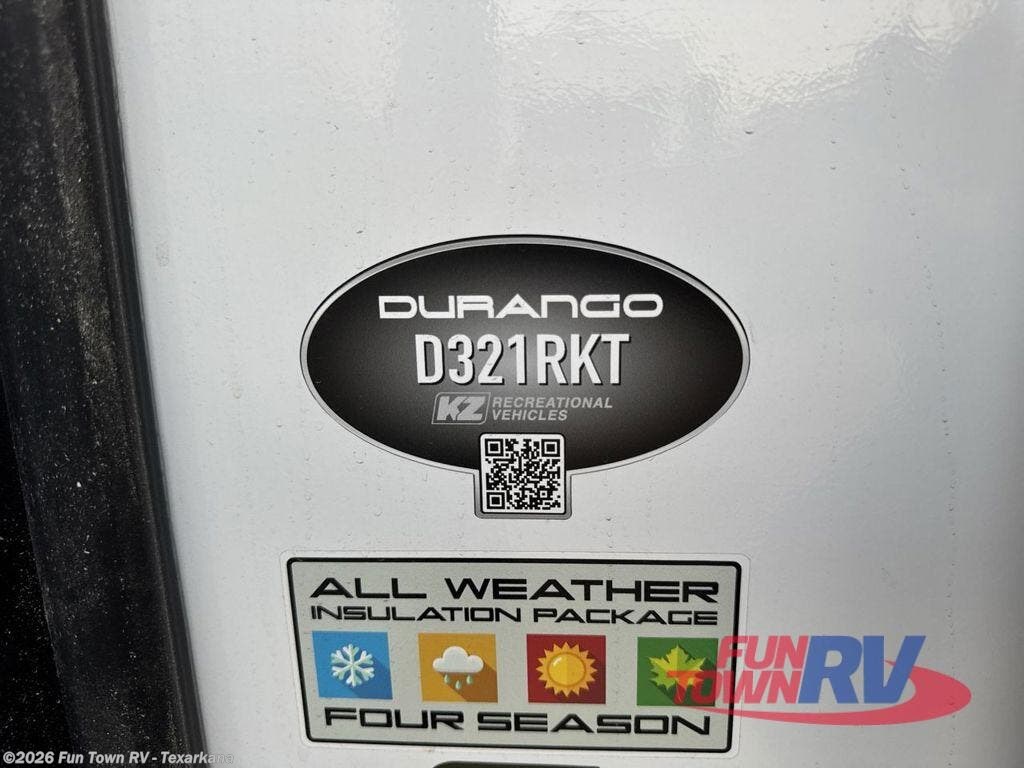 DURANGO
D321RKT
KZ RECREATIONAL
VEHICLES
ALL WEATHER
INSULATION PACKAGE
FOUR SEASON
FUN
TOWN RV
©2026 Fun Town RV - Texarkana